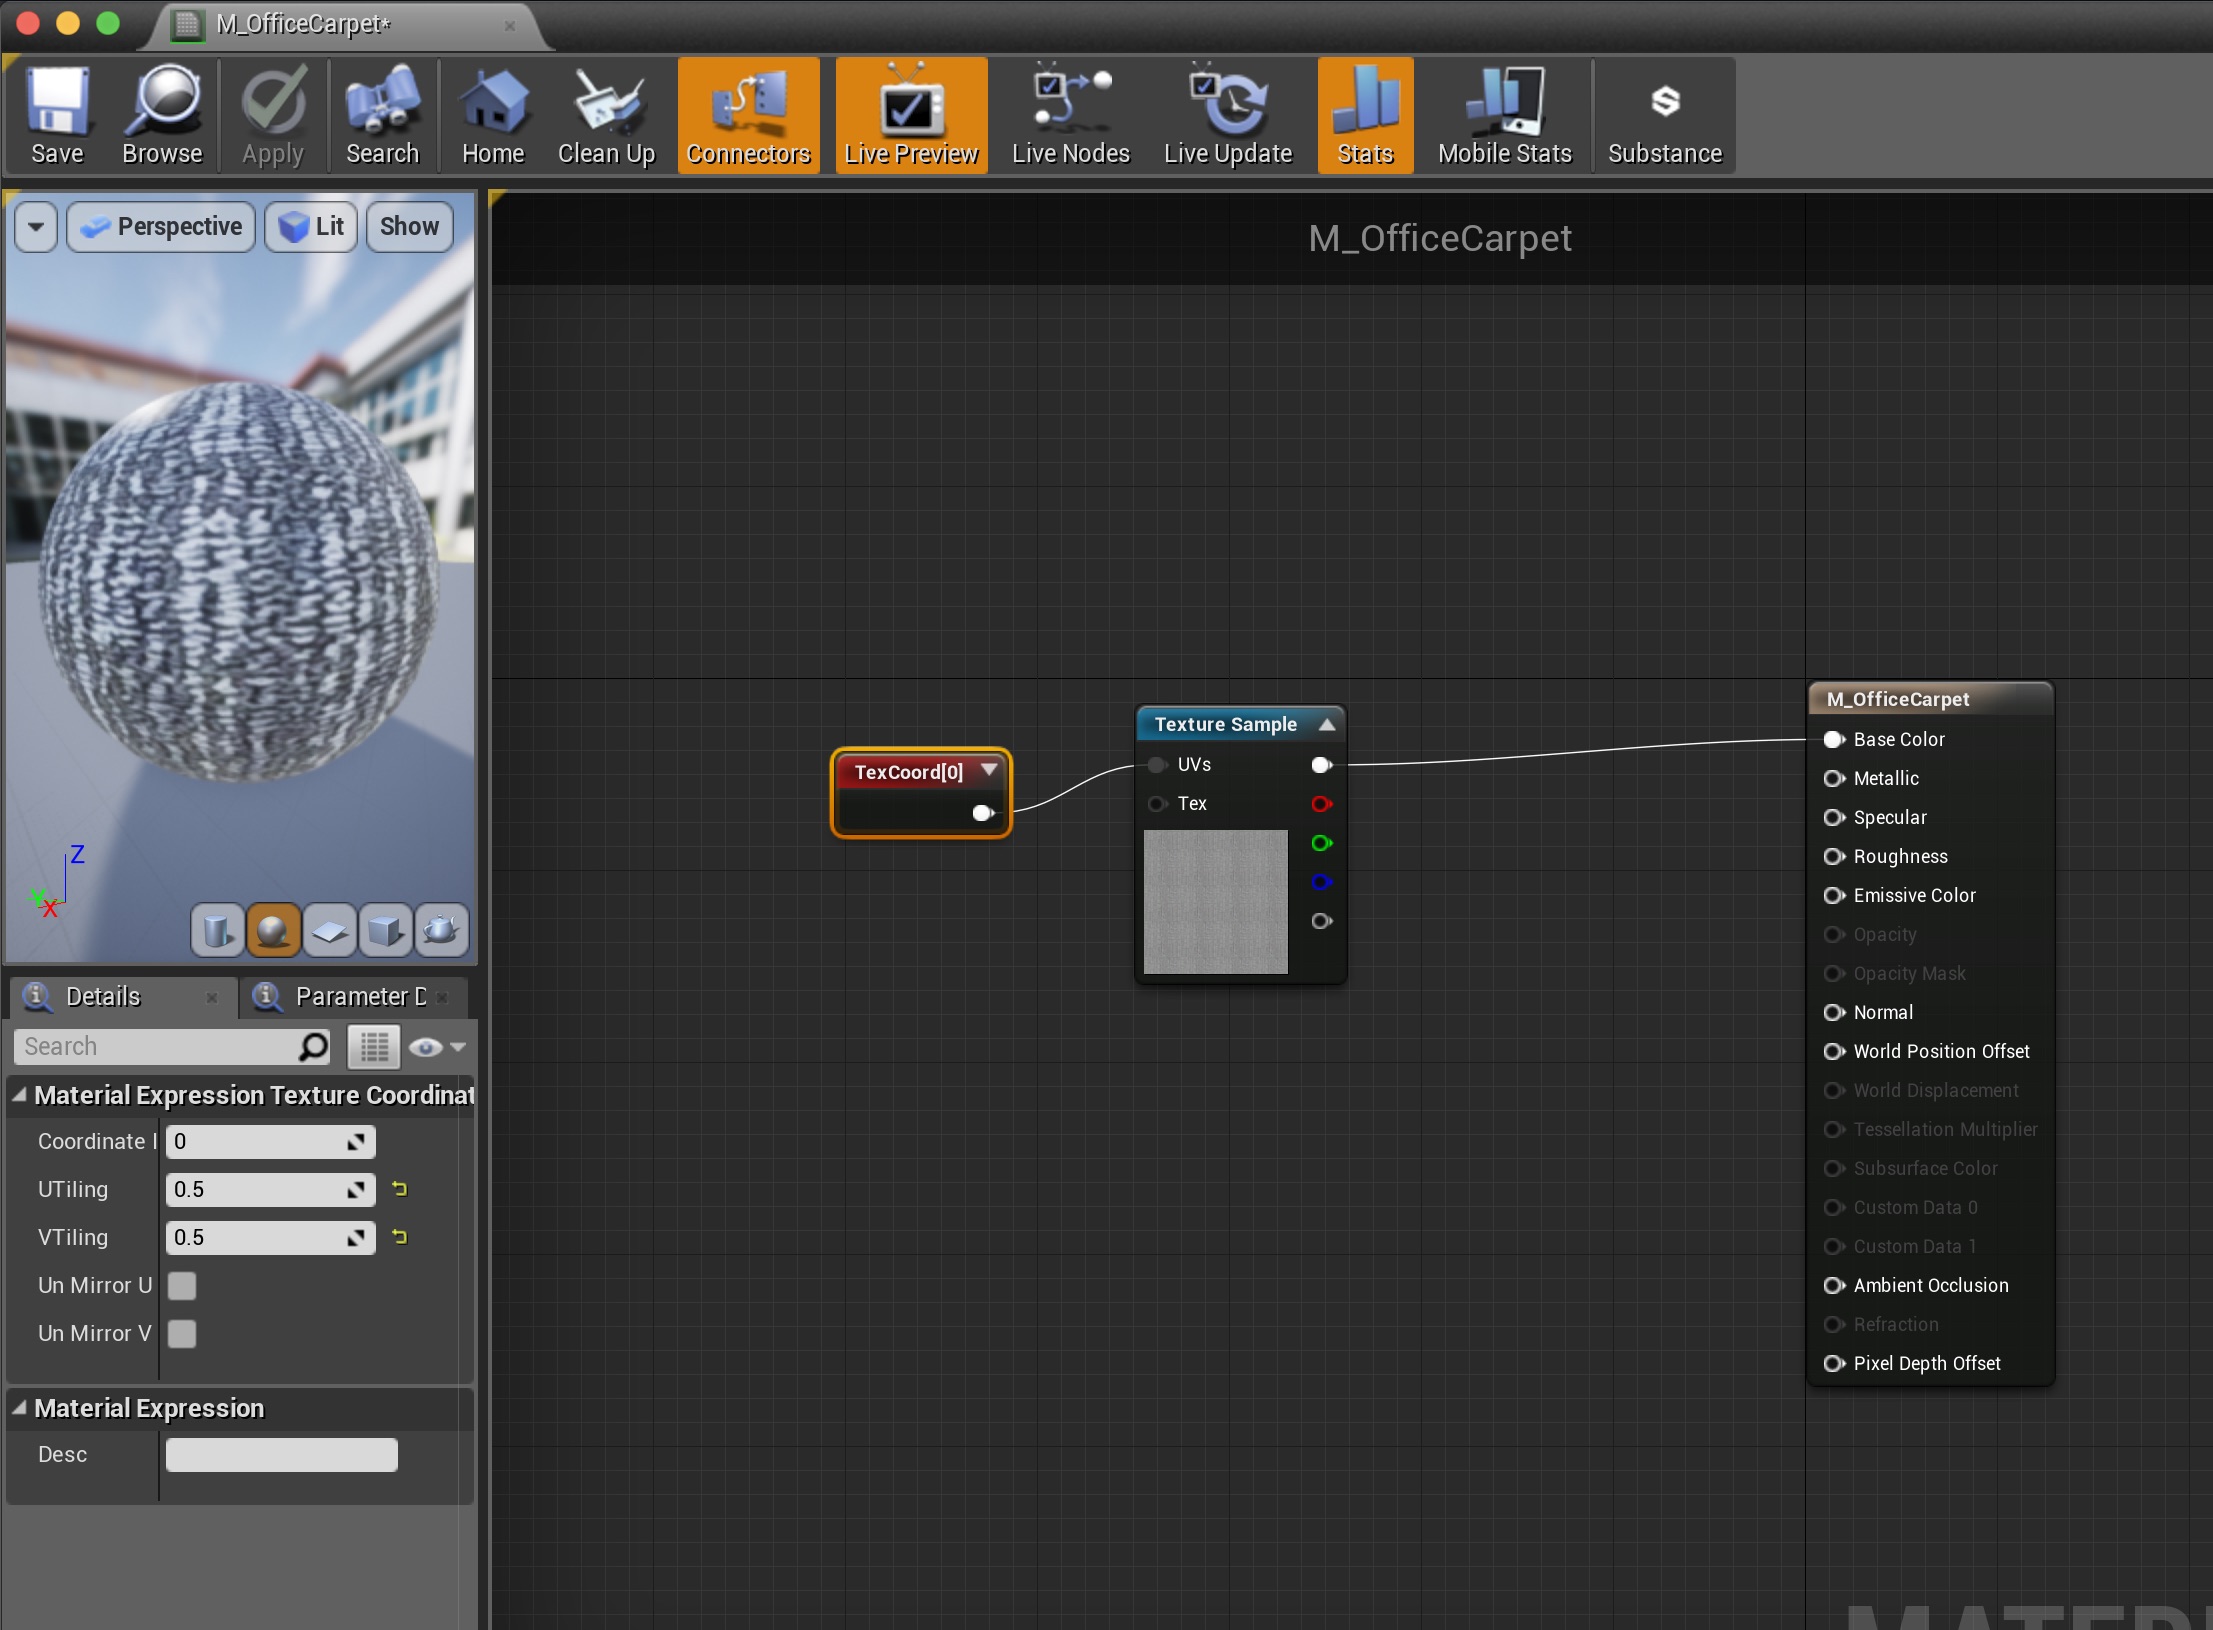 M_OfficeCarpet*
Save
Browse
Apply
Search
Home
Clean Up
Connectors
Live Preview
Live Nodes
Live Update
Stats
Mobile Stats
Substance
Perspective
Lit
Show
M_OfficeCarpet
Z
Y
X
TexCoord[0]
Texture Sample
UVs
Tex
M_OfficeCarpet
Base Color
Metallic
Specular
Roughness
Emissive Color
Opacity
Opacity Mask
Normal
World Position Offset
World Displacement
Tessellation Multiplier
Subsurface Color
Custom Data 0
Custom Data 1
Ambient Occlusion
Refraction
Pixel Depth Offset
Details
Parameter D
Search
Material Expression Texture Coordinat
Coordinate I 0
UTiling 0.5
VTiling 0.5
Un Mirror U
Un Mirror V
Material Expression
Desc
MATERI